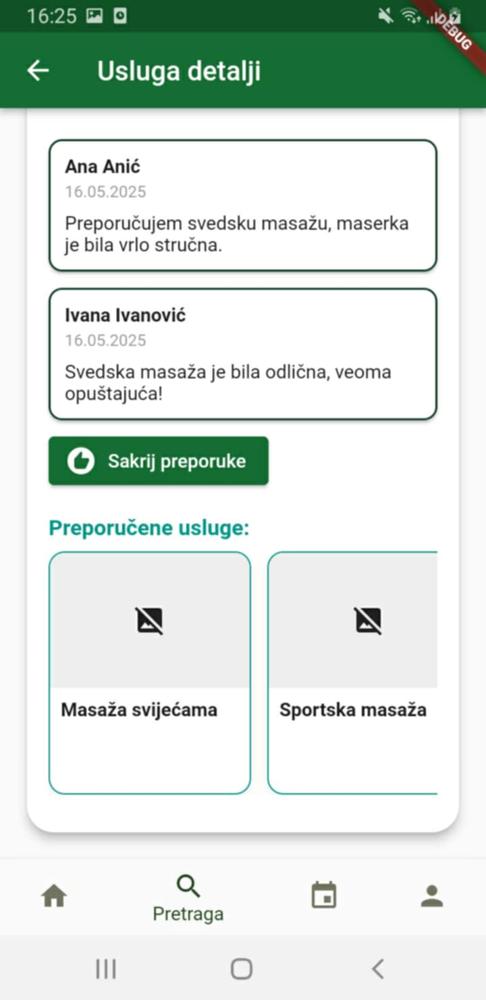 16:25
DEBUG
Usluga detalji
Ana Anić
16.05.2025
Preporučujem svedsku masažu, maserka
je bila vrlo stručna.
Ivana Ivanović
16.05.2025
Svedska masaža je bila odlična, veoma
opuštajuća!
Sakrij preporuke
Preporučene usluge:
Masaža svijećama
Sportska masaža
Pretraga